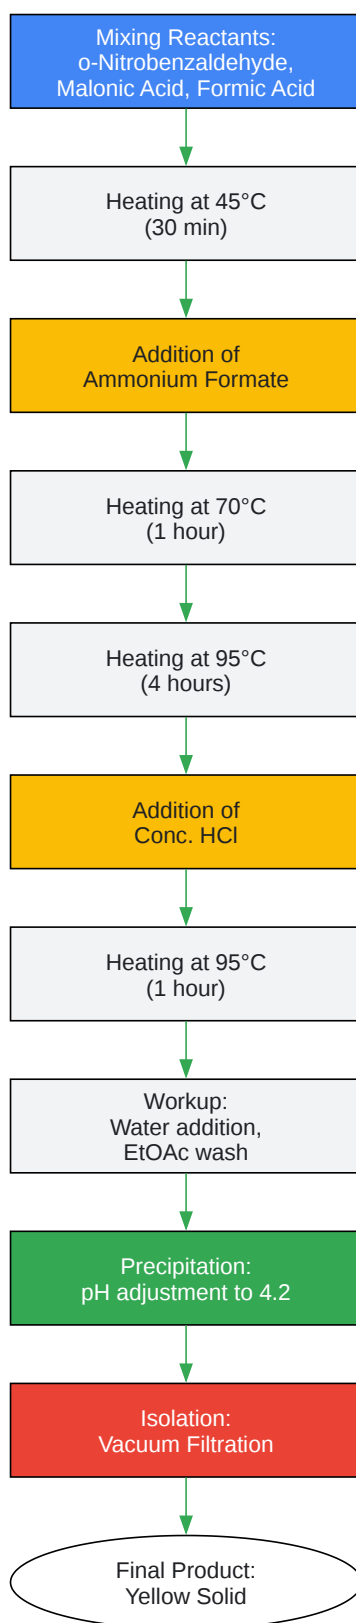 Mixing Reactants:
o-Nitrobenzaldehyde,
Malonic Acid, Formic Acid
Heating at 45°C
(30 min)
Addition of
Ammonium Formate
Heating at 70°C
(1 hour)
Heating at 95°C
(4 hours)
Addition of
Conc. HCl
Heating at 95°C
(1 hour)
Workup:
Water addition,
EtOAc wash
Precipitation:
pH adjustment to 4.2
Isolation:
Vacuum Filtration
Final Product:
Yellow Solid